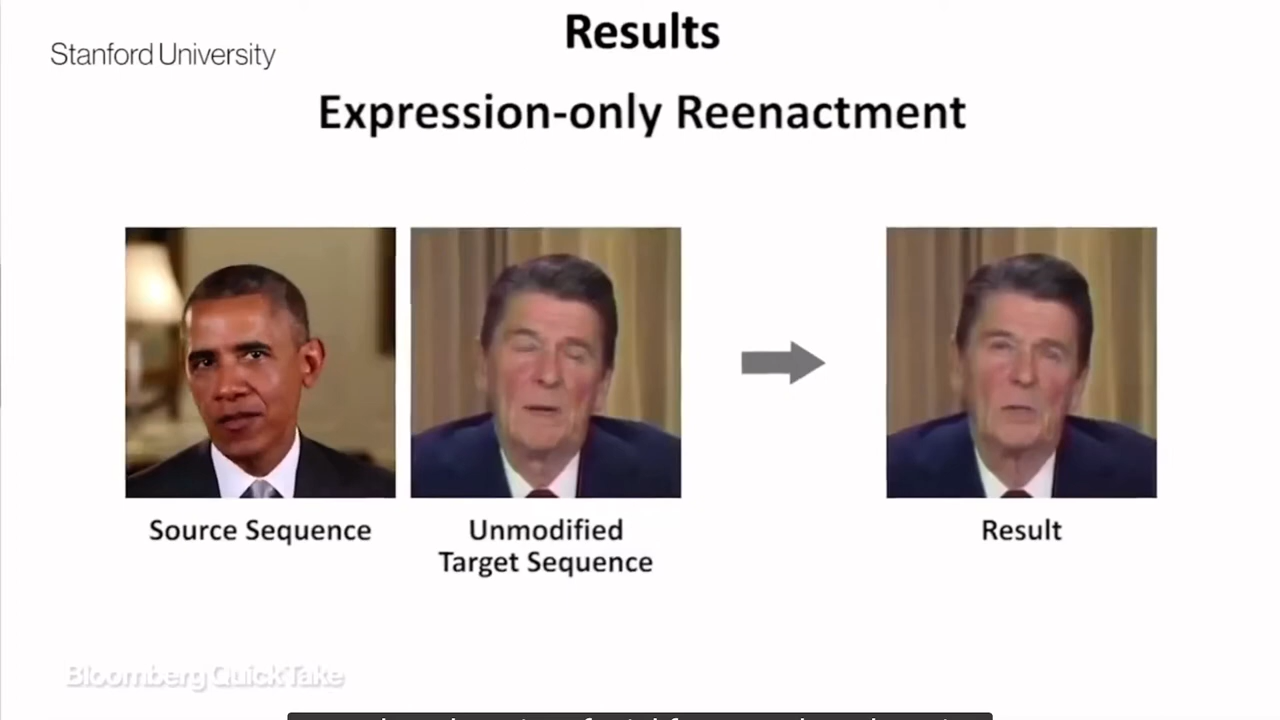 Results
Stanford University
Expression-only Reenactment
Source Sequence
Unmodified
Target Sequence
Result
Bloomberg QuickTake